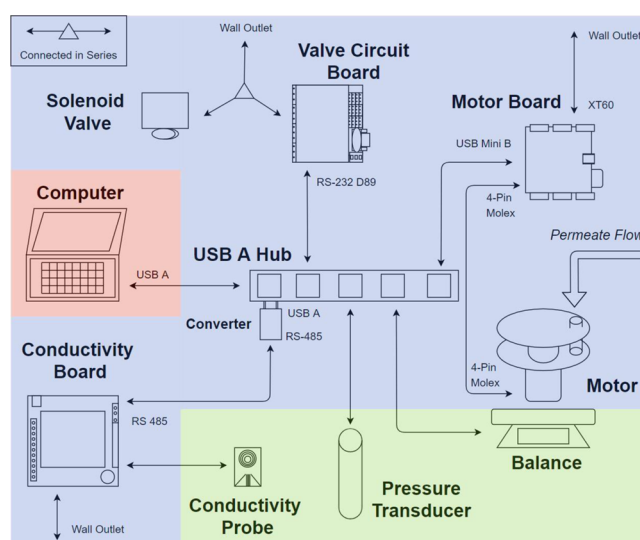 Connected in Series
Wall Outlet
Valve Circuit
Board
Solenoid
Valve
Wall Outlet
Motor Board
XT60
USB Mini B
RS-232 D89
4-Pin
Molex
Computer
USB A
USB A Hub
Permeate Flow
Converter
USB A
RS-485
Conductivity
Board
RS 485
4-Pin
Molex
Motor
Balance
Conductivity
Probe
Pressure
Transducer
Wall Outlet